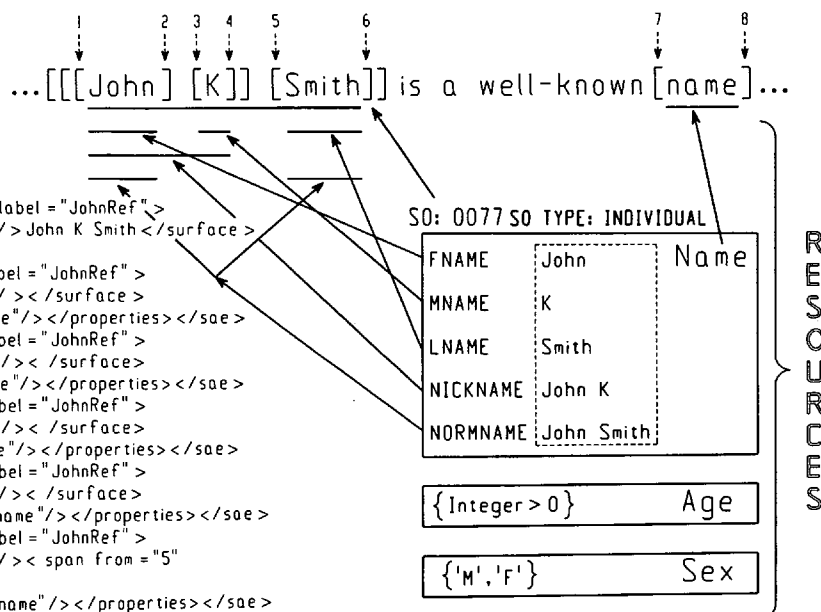 1 2 3 4 5 6 7 8
...[[[John] [K]] [Smith]] is a well-known [name]...
label="JohnRef">
/>John K Smith</surface>
SO: 0077 SO TYPE: INDIVIDUAL
Name
FNAME John
MNAME K
LNAME Smith
NICKNAME John K
NORMNAME John Smith
bel="JohnRef">
/></surface>
e"/></properties></sae>
bel="JohnRef">
/></surface>
e"/></properties></sae>
bel="JohnRef">
/></surface>
e"/></properties></sae>
bel="JohnRef">
/></surface>
name"/></properties></sae>
bel="JohnRef">
/><span from="5"
name"/></properties></sae>
{Integer>0} Age
{'M','F'} Sex
RESOURCES